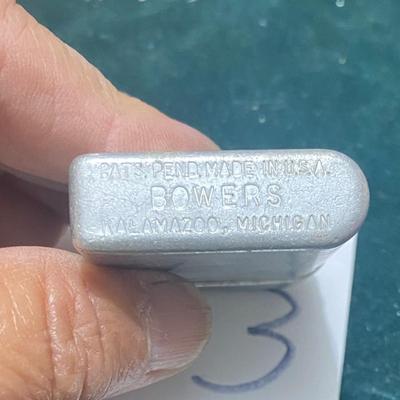 PATS. PEND. MADE IN U.S.A.
BOWERS
KALAMAZOO, MICHIGAN
3